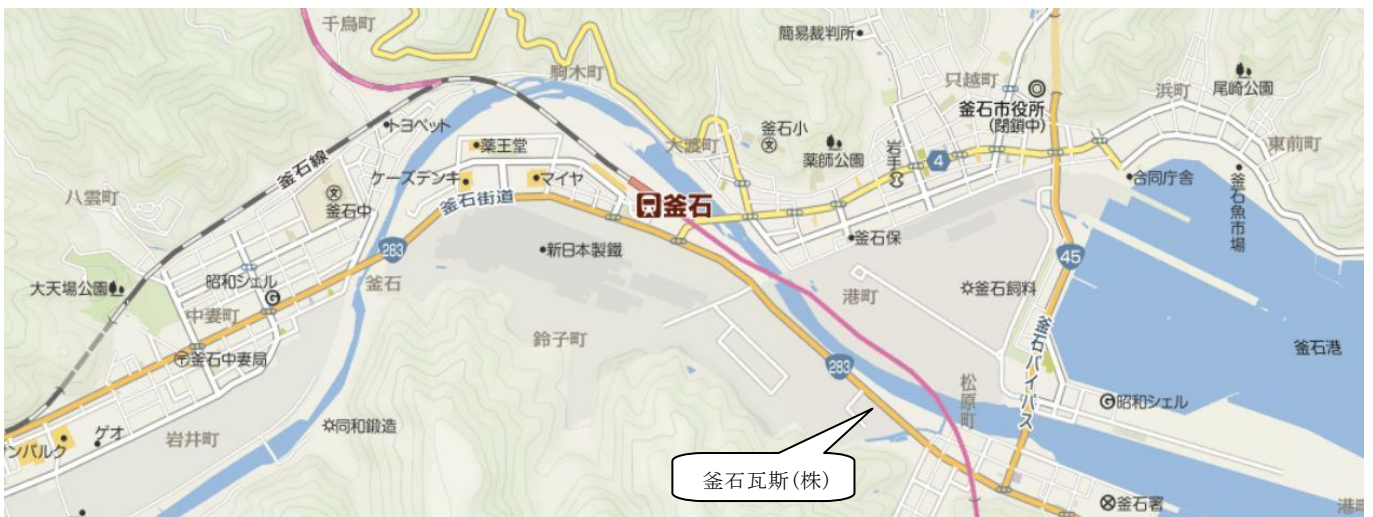 千鳥町
簡易裁判所
駒木町
只越町
浜町
尾崎公園
釜石市役所
(閉鎖中)
トヨペット
釜石小
大渡町
薬師公園
岩手
4
東前町
薬王堂
釜石線
ケーズデンキ
マイヤ
合同庁舎
八雲町
釜石中
釜石街道
釜石
釜石魚市場
283
新日本製鐵
釜石保
45
大天場公園
昭和シェル
釜石
港町
釜石飼料
中妻町
鈴子町
釜石バイパス
釜石港
釜石中妻局
283
松原町
昭和シェル
ゲオ
岩井町
同和鍛造
ンバルク
釜石瓦斯(株)
釜石署
港町